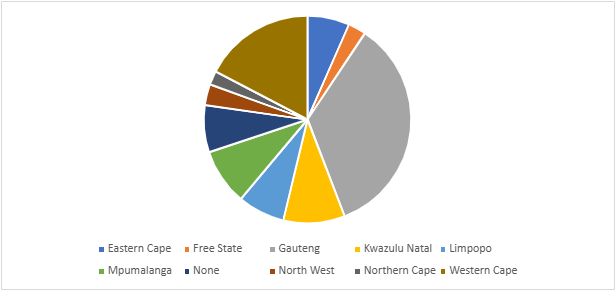 Eastern Cape Free State Gauteng Kwazulu Natal Limpopo
Mpumalanga None North West Northern Cape Western Cape